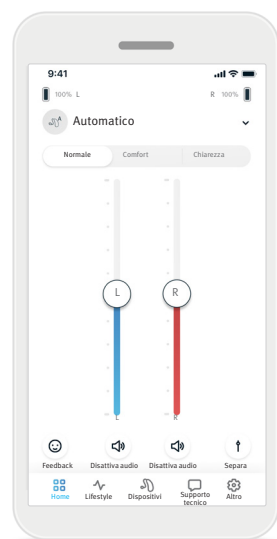 9:41
100% L
R 100%
Automatico
Normale Comfort Chiarezza
L R
L R
Feedback Disattiva audio Disattiva audio Separa
Home Lifestyle Dispositivi Supporto tecnico Altro